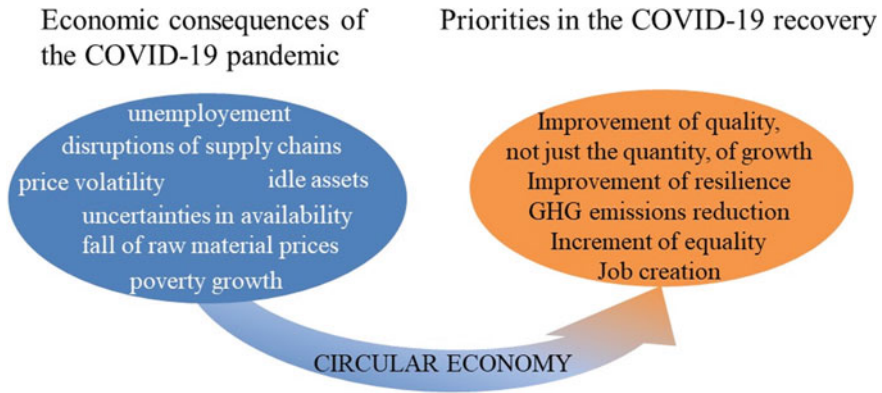 Economic consequences of
the COVID-19 pandemic
Priorities in the COVID-19 recovery
unemployement
disruptions of supply chains
price volatility
idle assets
uncertainties in availability
fall of raw material prices
poverty growth
Improvement of quality,
not just the quantity, of growth
Improvement of resilience
GHG emissions reduction
Increment of equality
Job creation
CIRCULAR ECONOMY